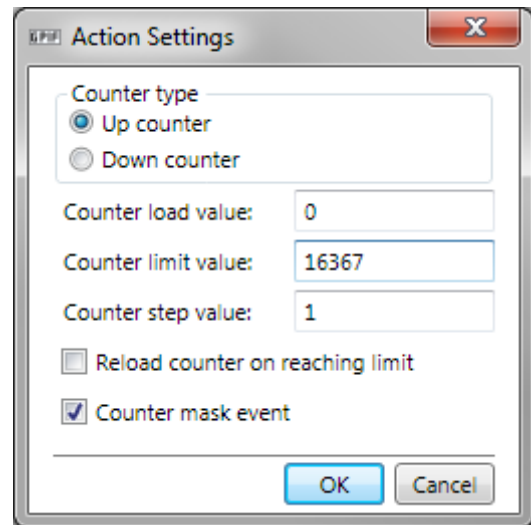 GPIF Action Settings
Counter type
Up counter
Down counter
Counter load value: 0
Counter limit value: 16367
Counter step value: 1
Reload counter on reaching limit
Counter mask event
OK Cancel